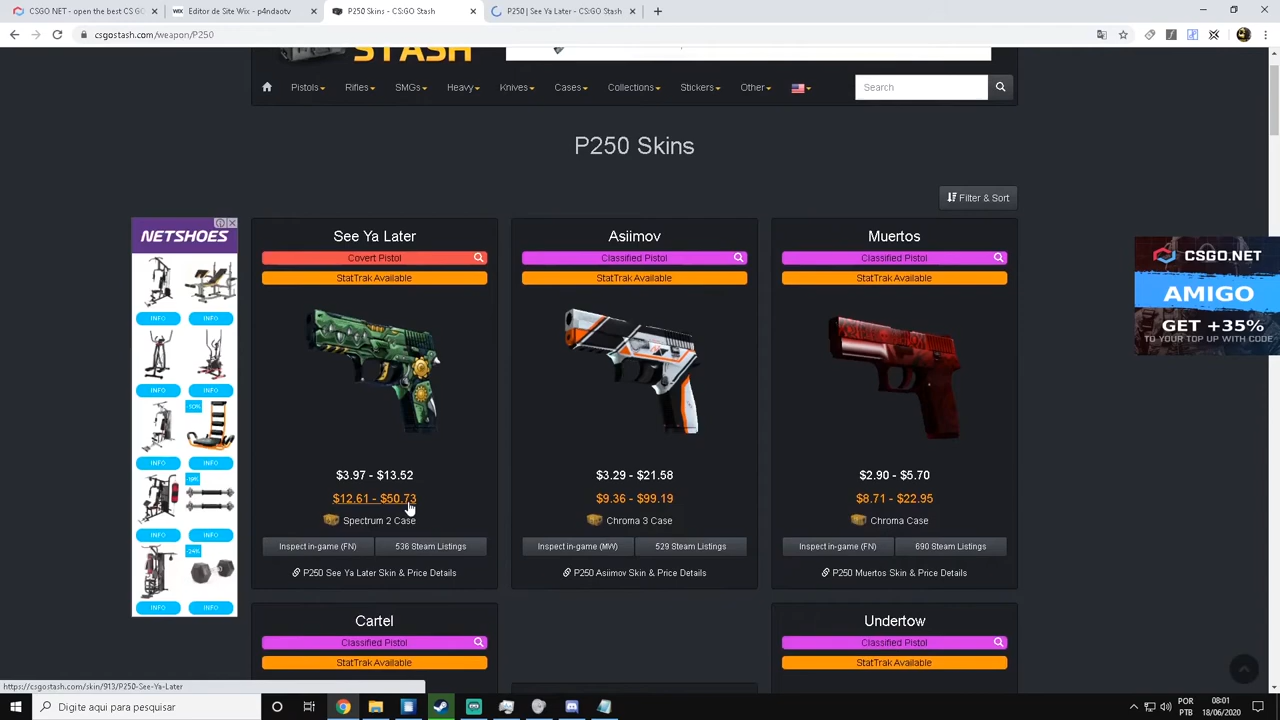 CSGO NET - open the best CS GO
Editor de Site Wix - p4ndaotv
P250 Skins - CS:GO Stash
P250 | See Ya Later - CS:GO Stash
csgostash.com/weapon/P250
STASH
Pistols
Rifles
SMGs
Heavy
Knives
Cases
Collections
Stickers
Other
Search
P250 Skins
Filter & Sort
NETSHOES
INFO INFO
INFO INFO
INFO INFO
-50%
INFO INFO
-19%
INFO INFO
-24%
INFO INFO
See Ya Later
Covert Pistol
StatTrak Available
$3.97 - $13.52
$12.61 - $50.73
Spectrum 2 Case
Inspect in-game (FN)
536 Steam Listings
P250 See Ya Later Skin & Price Details
Asiimov
Classified Pistol
StatTrak Available
$3.29 - $21.58
$9.36 - $99.19
Chroma 3 Case
Inspect in-game (MW)
529 Steam Listings
P250 Asiimov Skin & Price Details
Muertos
Classified Pistol
StatTrak Available
$2.90 - $5.70
$8.71 - $22.95
Chroma Case
Inspect in-game (FN)
690 Steam Listings
P250 Muertos Skin & Price Details
CSGO.NET
AMIGO
GET +35%
TO YOUR TOP UP WITH CODE
Cartel
Classified Pistol
StatTrak Available
Undertow
Classified Pistol
StatTrak Available
https://csgostash.com/skin/913/P250-See-Ya-Later
Digite aqui para pesquisar
POR
PTB
08:01
18/06/2020